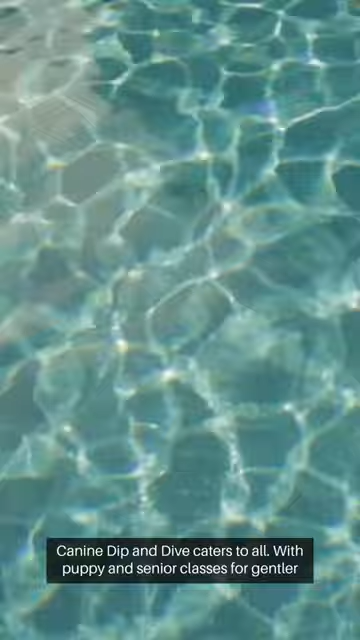 Canine Dip and Dive caters to all. With
puppy and senior classes for gentler